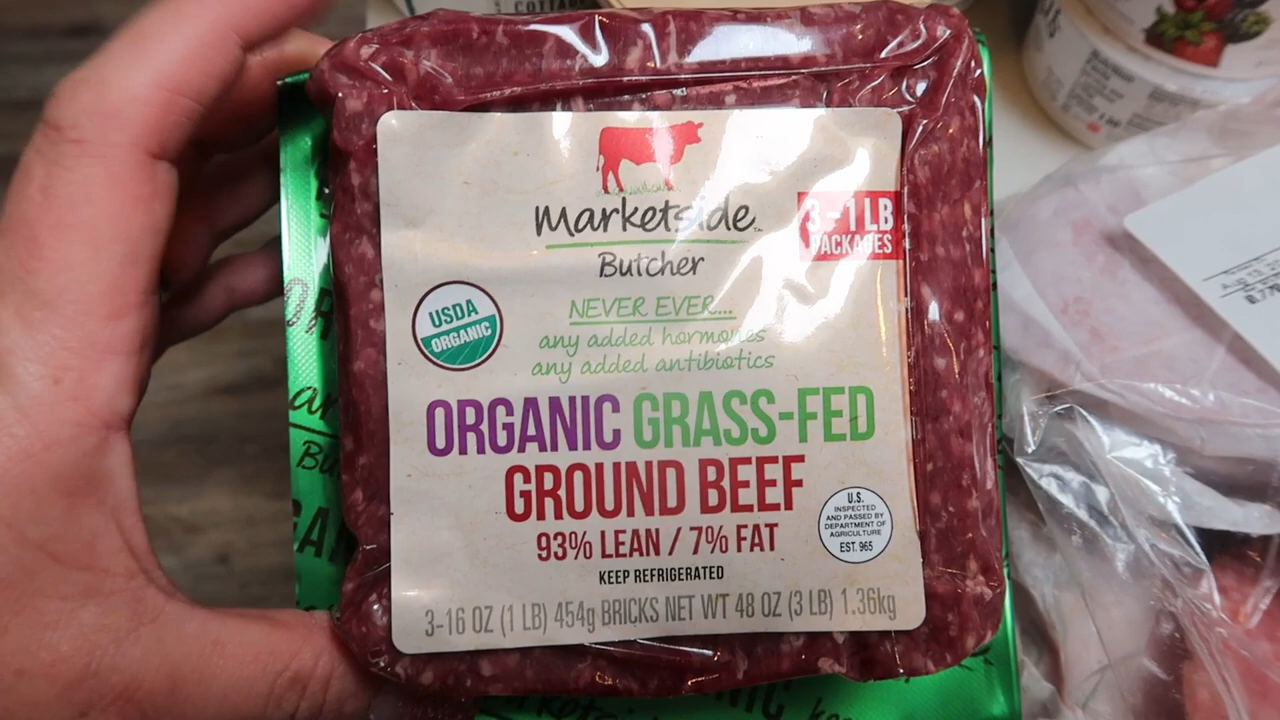 COTTAGE
marketside
Butcher
3-1 LB
PACKAGES
USDA
ORGANIC
NEVER EVER...
any added hormones
any added antibiotics
ORGANIC GRASS-FED
GROUND BEEF
93% LEAN / 7% FAT
U.S.
INSPECTED
AND PASSED BY
DEPARTMENT OF
AGRICULTURE
EST. 965
KEEP REFRIGERATED
3-16 OZ (1 LB) 454g BRICKS NET WT 48 OZ (3 LB) 1.36kg